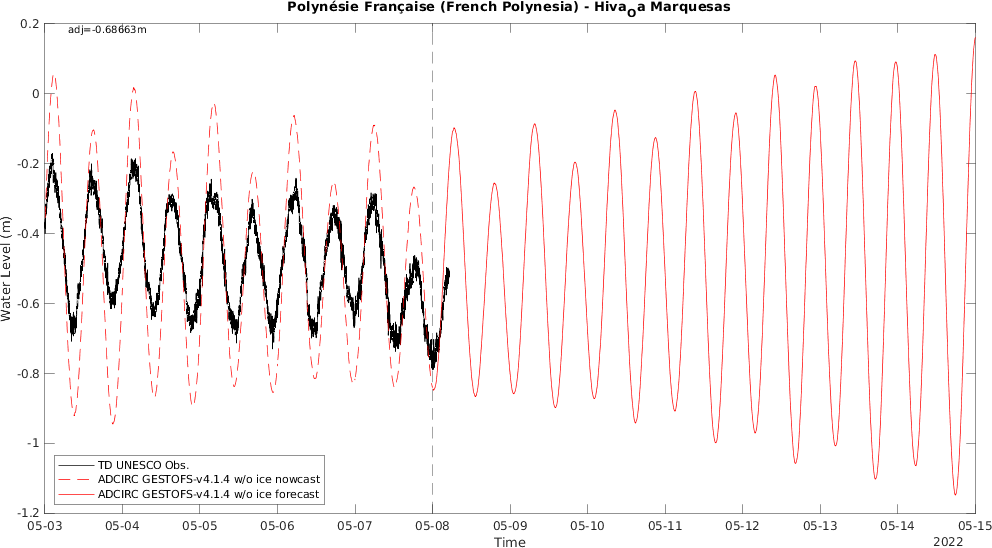 Polynésie Française (French Polynesia) - Hiva_Oa Marquesas
adj=-0.68663m
0.2
0
-0.2
-0.4
-0.6
-0.8
-1
-1.2
Water Level (m)
TD UNESCO Obs.
ADCIRC GESTOFS-v4.1.4 w/o ice nowcast
ADCIRC GESTOFS-v4.1.4 w/o ice forecast
05-03 05-04 05-05 05-06 05-07 05-08 05-09 05-10 05-11 05-12 05-13 05-14 05-15
Time
2022